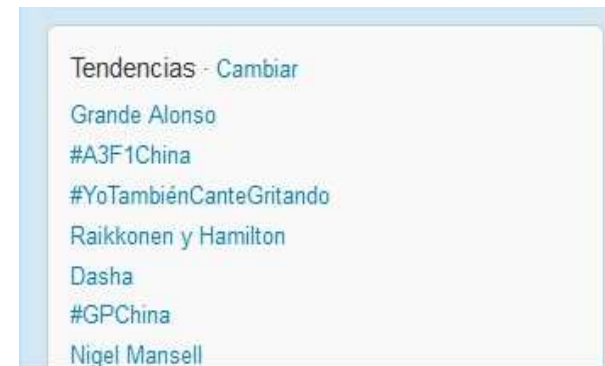 Tendencias · Cambiar
Grande Alonso
#A3F1China
#YoTambiénCanteGritando
Raikkonen y Hamilton
Dasha
#GPChina
Nigel Mansell